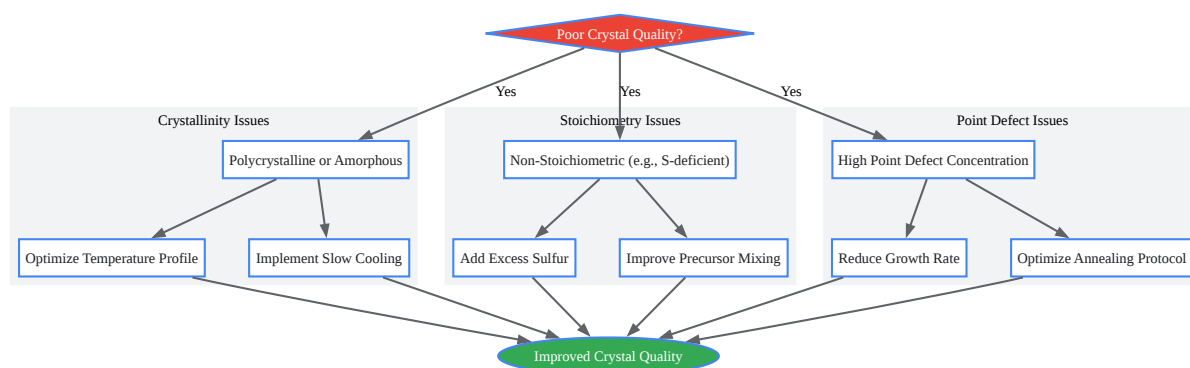 Poor Crystal Quality?
Yes
Yes
Yes
Crystallinity Issues
Stoichiometry Issues
Point Defect Issues
Polycrystalline or Amorphous
Non-Stoichiometric (e.g., S-deficient)
High Point Defect Concentration
Optimize Temperature Profile
Implement Slow Cooling
Add Excess Sulfur
Improve Precursor Mixing
Reduce Growth Rate
Optimize Annealing Protocol
Improved Crystal Quality